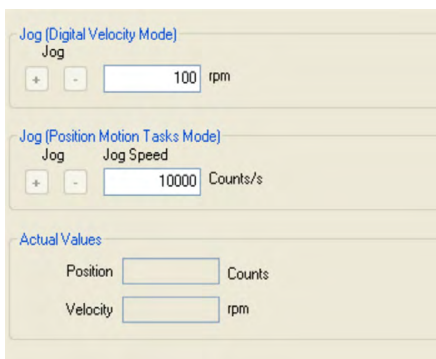 Jog (Digital Velocity Mode)
Jog
+ - 100 rpm
Jog (Position Motion Tasks Mode)
Jog Jog Speed
+ - 10000 Counts/s
Actual Values
Position Counts
Velocity rpm